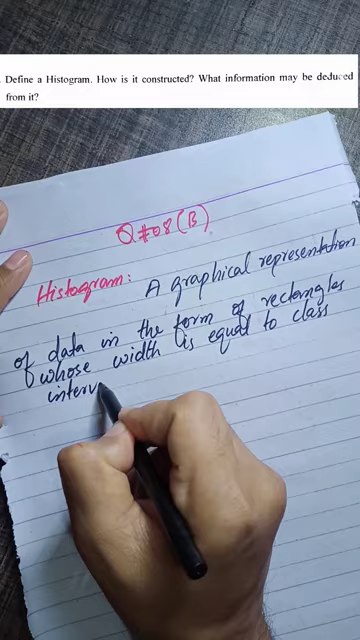 . Define a Histogram. How is it constructed? What information may be deduced
from it?
Q#08(B)
Histogram: A graphical representation
of data in the form of rectangles
whose width is equal to class
interv